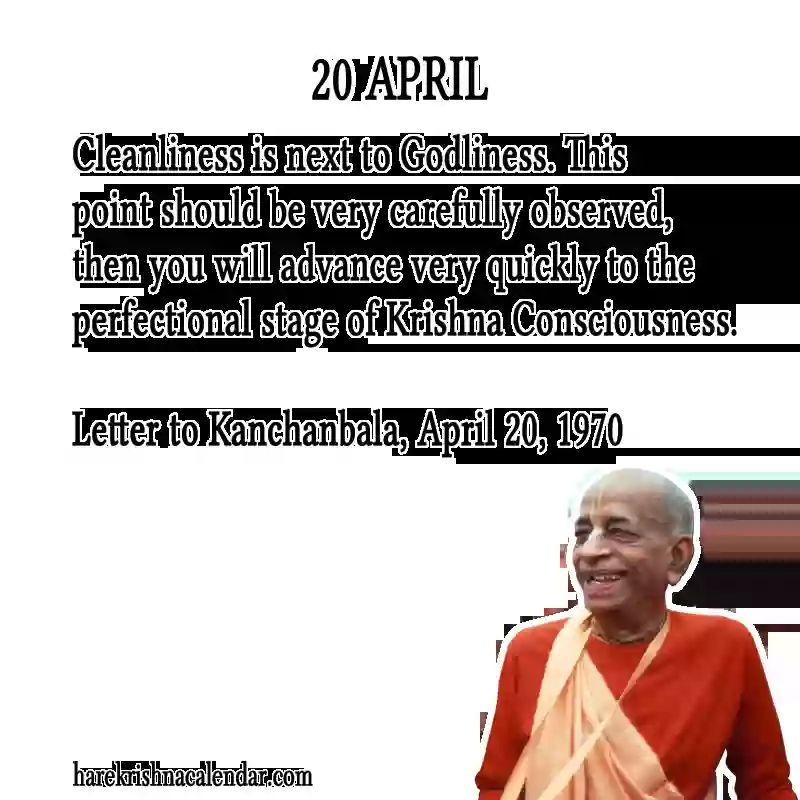 20 APRIL
Cleanliness is next to Godliness. This
point should be very carefully observed,
then you will advance very quickly to the
perfectional stage of Krishna Consciousness.
Letter to Kanchanbala, April 20, 1970
harekrishnacalendar.com